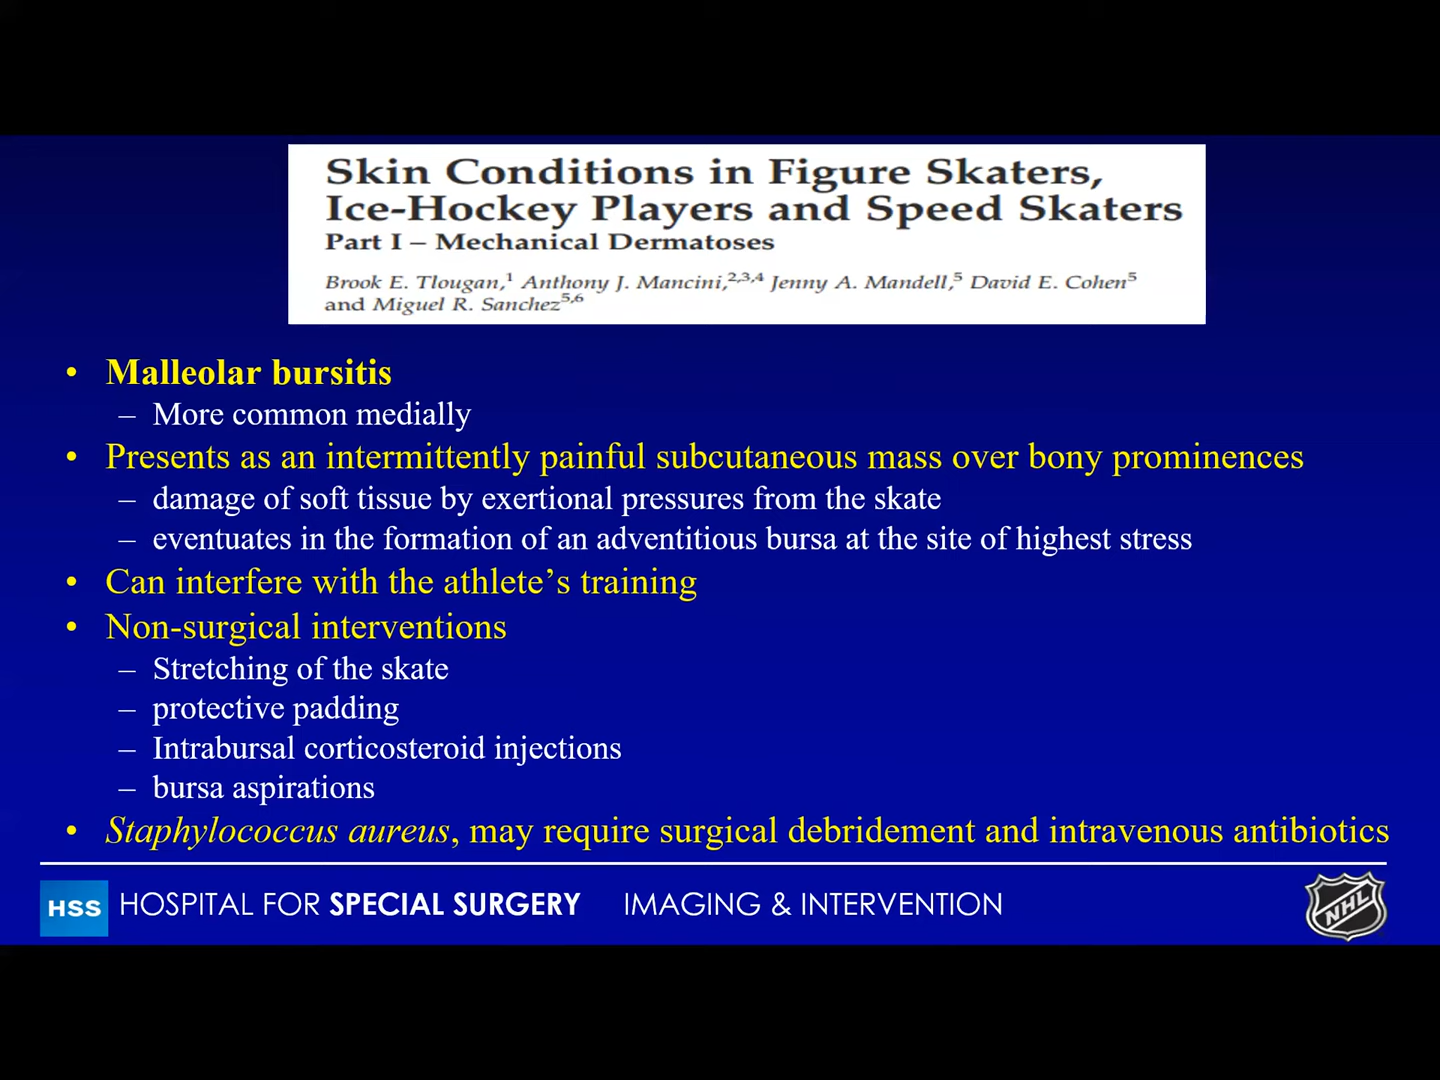 Skin Conditions in Figure Skaters,
Ice-Hockey Players and Speed Skaters
Part I – Mechanical Dermatoses
Brook E. Tlougan,1 Anthony J. Mancini,2,3,4 Jenny A. Mandell,5 David E. Cohen5
and Miguel R. Sanchez5,6
• Malleolar bursitis
– More common medially
• Presents as an intermittently painful subcutaneous mass over bony prominences
– damage of soft tissue by exertional pressures from the skate
– eventuates in the formation of an adventitious bursa at the site of highest stress
• Can interfere with the athlete’s training
• Non-surgical interventions
– Stretching of the skate
– protective padding
– Intrabursal corticosteroid injections
– bursa aspirations
• Staphylococcus aureus, may require surgical debridement and intravenous antibiotics
HSS HOSPITAL FOR SPECIAL SURGERY IMAGING & INTERVENTION
NHL